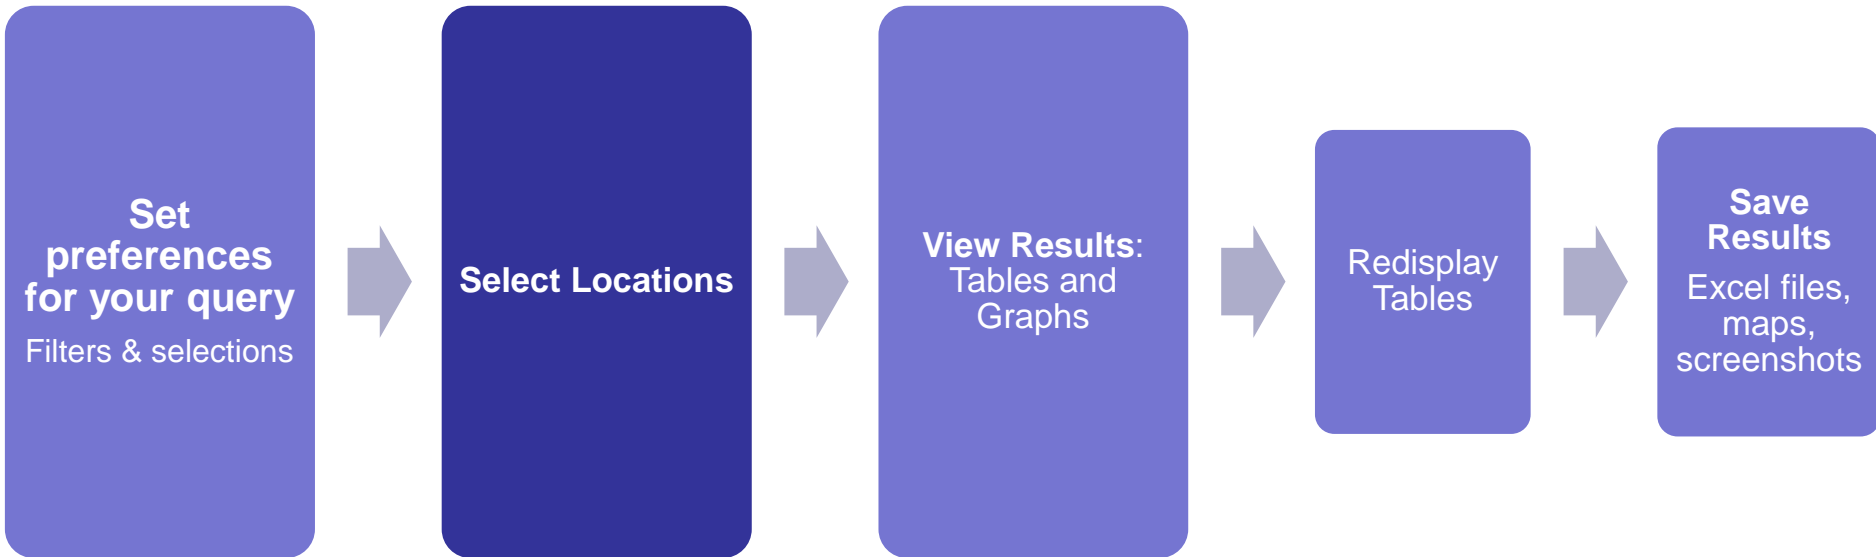 Set
preferences
for your query
Filters & selections
Select Locations
View Results:
Tables and
Graphs
Redisplay
Tables
Save
Results
Excel files,
maps,
screenshots